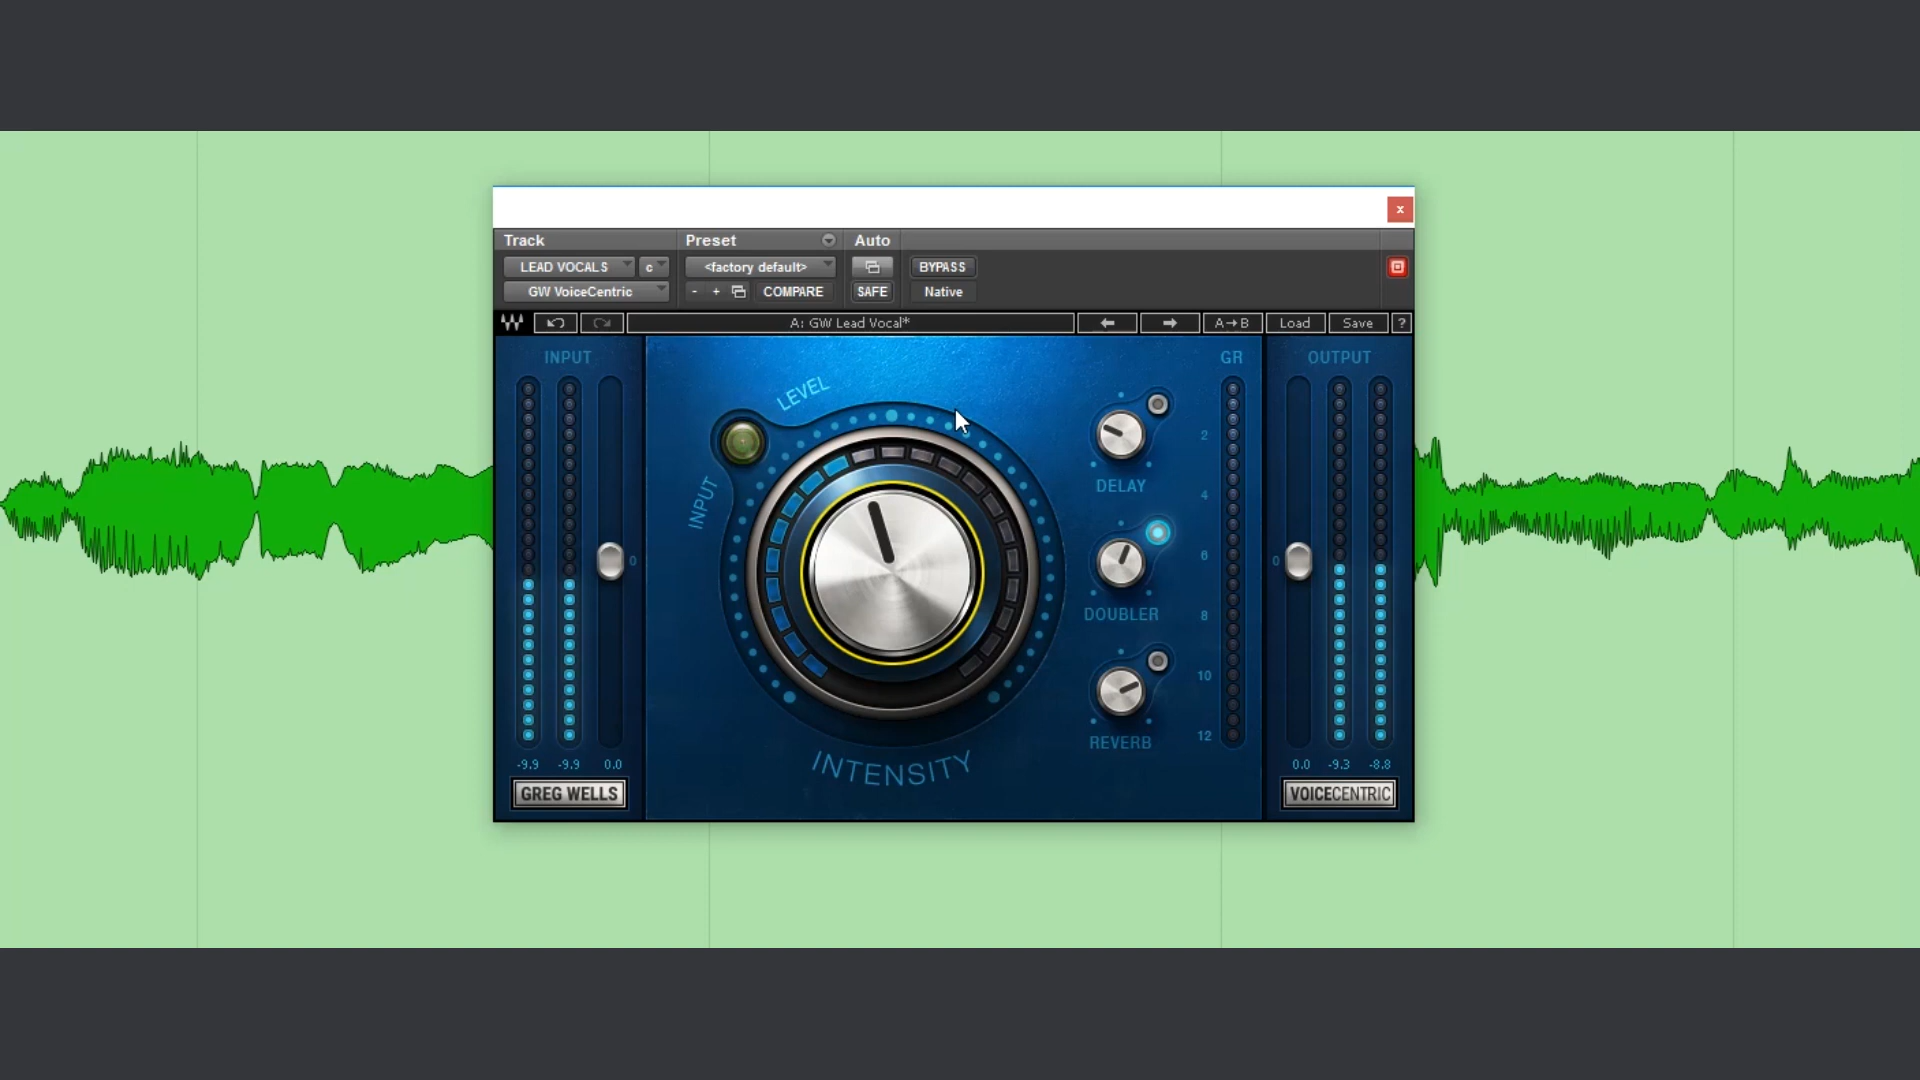 x
Track
Preset
Auto
LEAD VOCALS
c
<factory default>
BYPASS
GW VoiceCentric
- +
COMPARE
SAFE
Native
A: GW Lead Vocal*
A→B
Load
Save
?
INPUT
GR
OUTPUT
LEVEL
INPUT
DELAY
DOUBLER
REVERB
2
4
6
8
10
12
0
0
INTENSITY
-9.9 -9.9 0.0
0.0 -9.3 -8.8
GREG WELLS
VOICECENTRIC